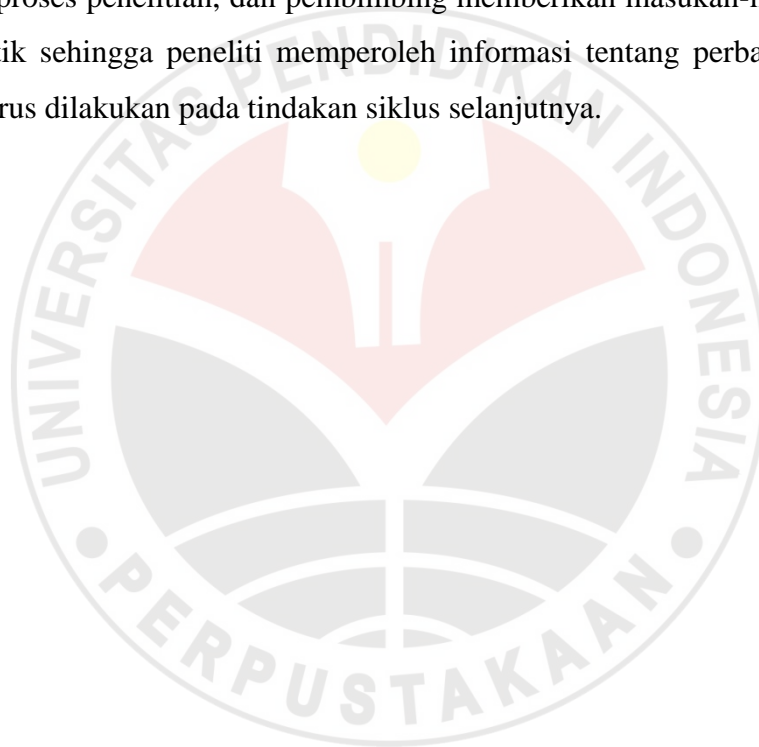 proses penelitian, dan pembimbing memberikan masukan-
tik sehingga peneliti memperoleh informasi tentang perba
rus dilakukan pada tindakan siklus selanjutnya.
UNIVERSITAS PENDIDIKAN INDONESIA
PERPUSTAKAAN